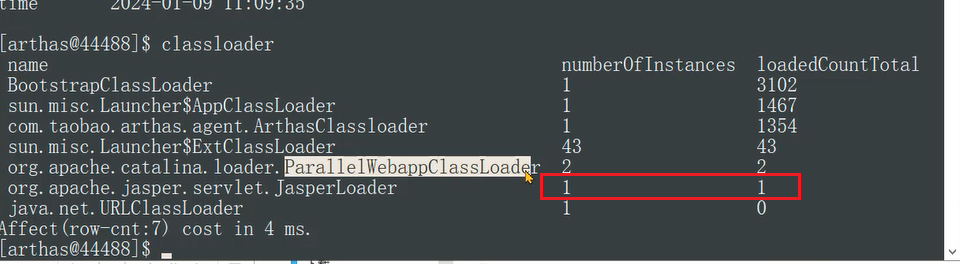 time 2024-01-09 11:09:35
[arthas@44488]$ classloader
name numberOfInstances loadedCountTotal
BootstrapClassLoader 1 3102
sun.misc.Launcher$AppClassLoader 1 1467
com.taobao.arthas.agent.ArthasClassloader 1 1354
sun.misc.Launcher$ExtClassLoader 43 43
org.apache.catalina.loader.ParallelWebappClassLoader 2 2
org.apache.jasper.servlet.JasperLoader 1 1
java.net.URLClassLoader 1 0
Affect(row-cnt:7) cost in 4 ms.
[arthas@44488]$